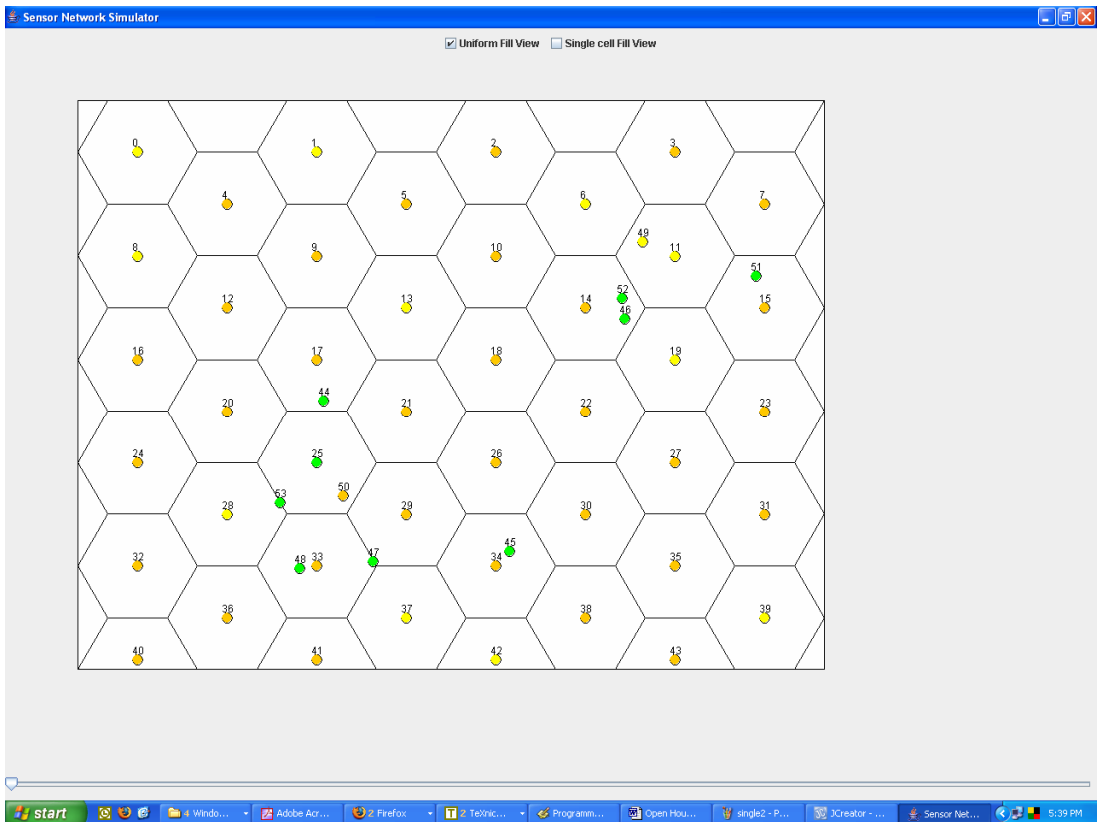 Sensor Network Simulator
Uniform Fill View Single cell Fill View
0 1 2 3
4 5 6 7
49
8 9 10 11
51
52
12 13 14 46 15
16 17 18 19
44
20 21 22 23
24 25 26 27
53 50
28 29 30 31
47 45
32 48 33 34 35
36 37 38 39
40 41 42 43
start 4 Windo... Adobe Acr... 2 Firefox 2 TeXnic... Programm... Open Hou... single2 - P... JCreator - ... Sensor Net... 5:39 PM